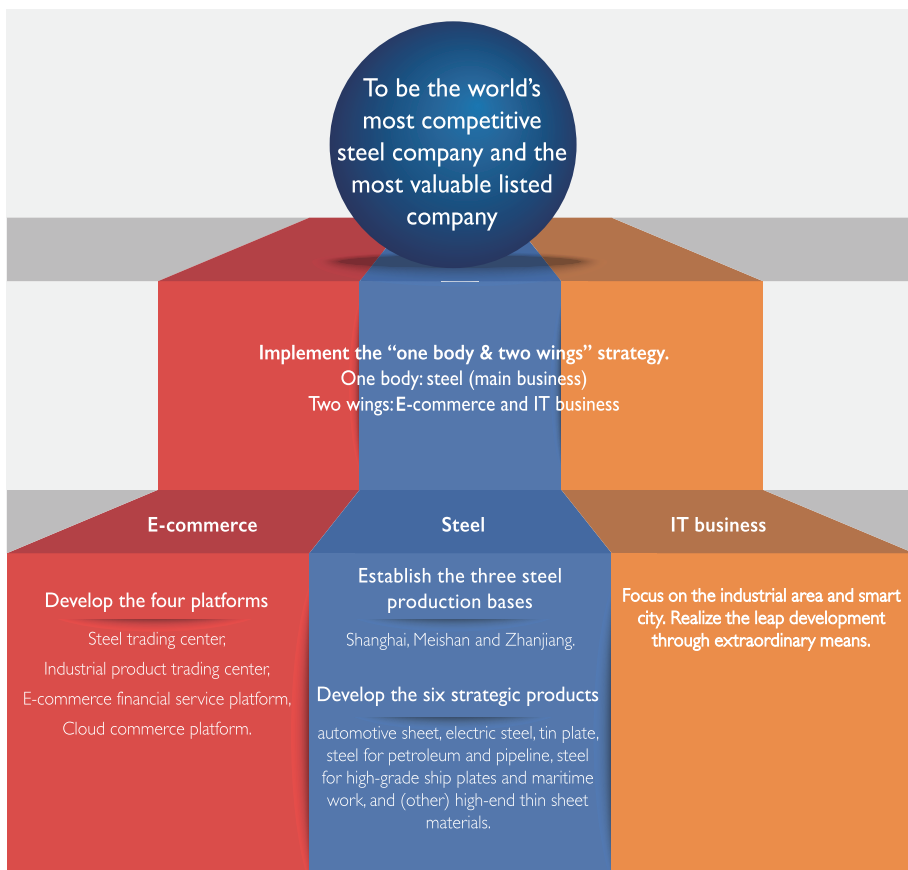 To be the world's
most competitive
steel company and the
most valuable listed
company
Implement the “one body & two wings” strategy.
One body: steel (main business)
Two wings: E-commerce and IT business
E-commerce
Steel
IT business
Develop the four platforms
Steel trading center,
Industrial product trading center,
E-commerce financial service platform,
Cloud commerce platform.
Establish the three steel
production bases
Shanghai, Meishan and Zhanjiang.
Develop the six strategic products
automotive sheet, electric steel, tin plate,
steel for petroleum and pipeline, steel
for high-grade ship plates and maritime
work, and (other) high-end thin sheet
materials.
Focus on the industrial area and smart
city. Realize the leap development
through extraordinary means.